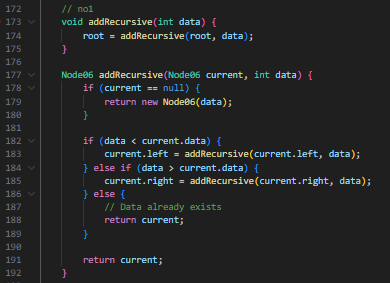 172 // no1
173 void addRecursive(int data) {
174 root = addRecursive(root, data);
175 }
176
177 Node06 addRecursive(Node06 current, int data) {
178 if (current == null) {
179 return new Node06(data);
180 }
181
182 if (data < current.data) {
183 current.left = addRecursive(current.left, data);
184 } else if (data > current.data) {
185 current.right = addRecursive(current.right, data);
186 } else {
187 // Data already exists
188 return current;
189 }
190
191 return current;
192 }